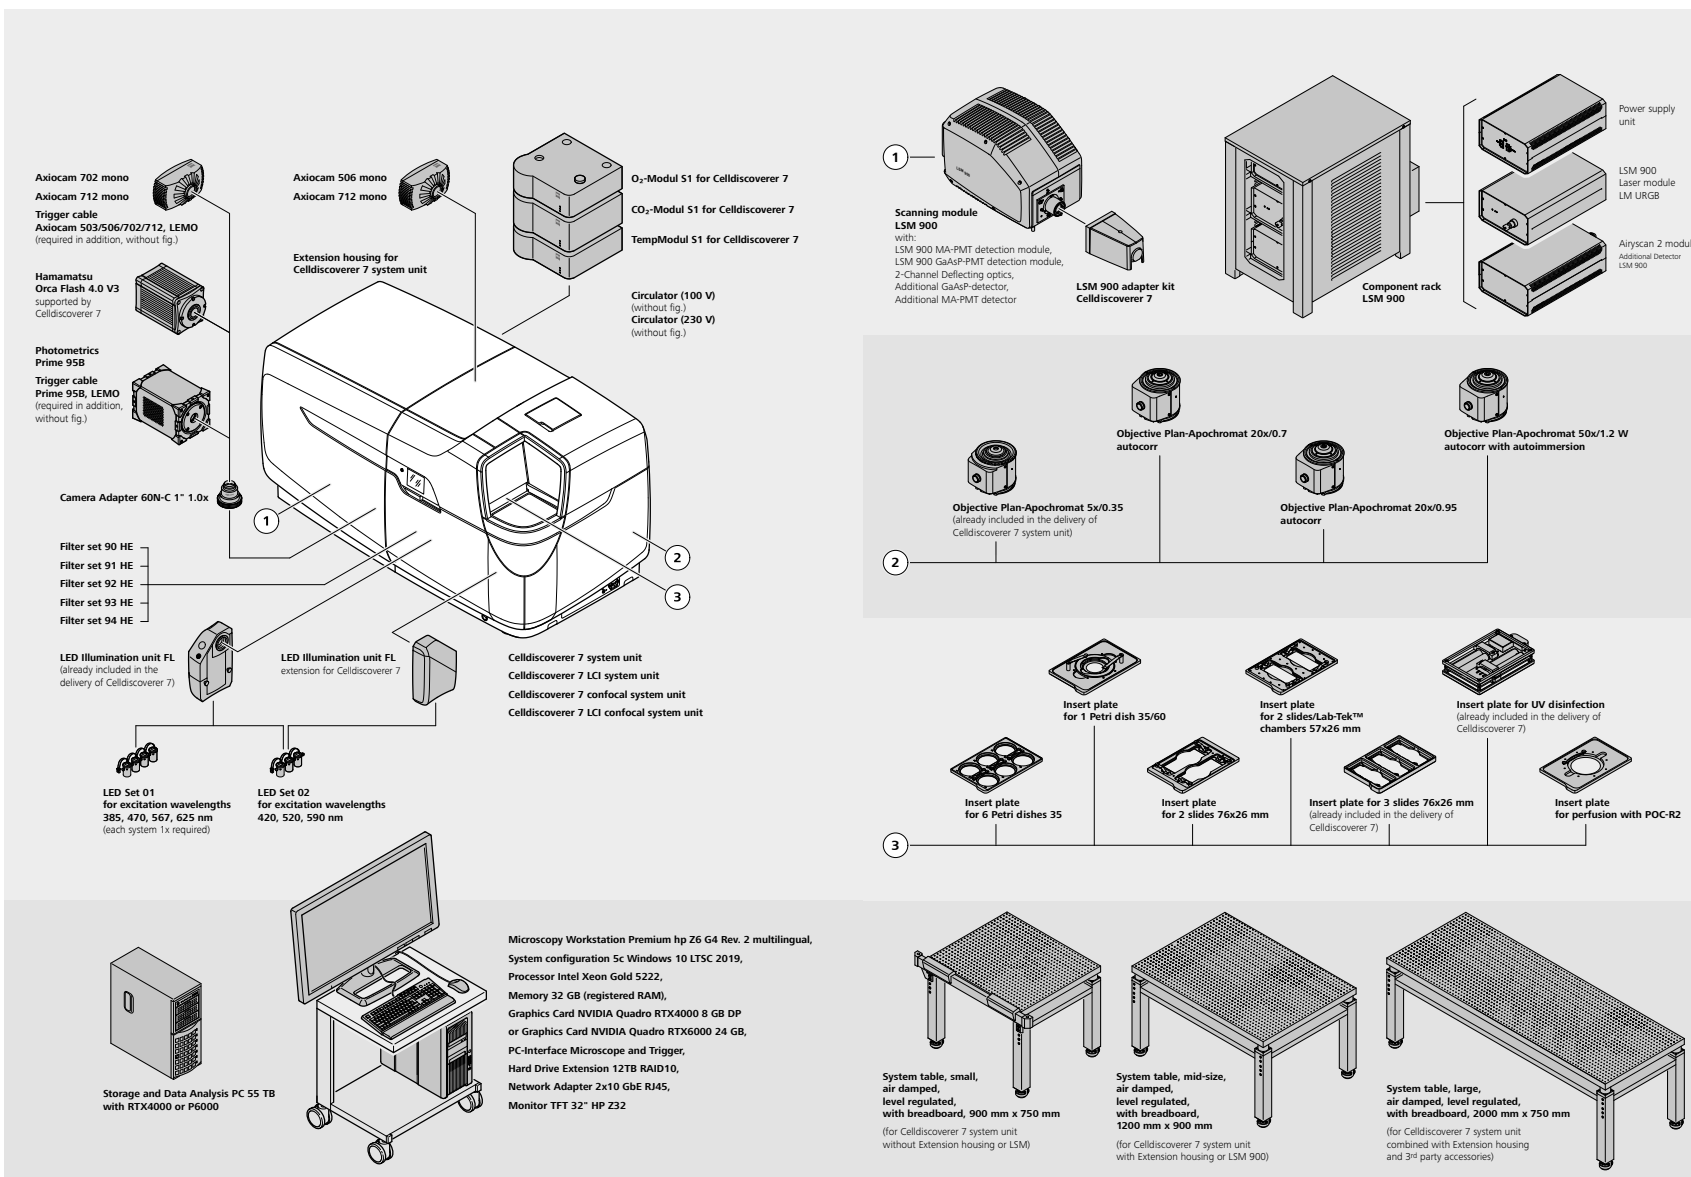 Axiocam 702 mono
Axiocam 712 mono
Trigger cable
Axiocam 503/506/702/712, LEMO
(required in addition, without fig.)
Hamamatsu
Orca Flash 4.0 V3
supported by
Celldiscoverer 7
Photometrics
Prime 95B
Trigger cable
Prime 95B, LEMO
(required in addition,
without fig.)
Camera Adapter 60N-C 1" 1.0x
Filter set 90 HE
Filter set 91 HE
Filter set 92 HE
Filter set 93 HE
Filter set 94 HE
LED Illumination unit FL
(already included in the
delivery of Celldiscoverer 7)
LED Illumination unit FL
extension for Celldiscoverer 7
LED Set 01
for excitation wavelengths
385, 470, 567, 625 nm
(each system 1x required)
LED Set 02
for excitation wavelengths
420, 520, 590 nm
Axiocam 506 mono
Axiocam 712 mono
Extension housing for
Celldiscoverer 7 system unit
O₂-Modul S1 for Celldiscoverer 7
CO₂-Modul S1 for Celldiscoverer 7
TempModul S1 for Celldiscoverer 7
Circulator (100 V)
(without fig.)
Circulator (230 V)
(without fig.)
1
2
3
Celldiscoverer 7 system unit
Celldiscoverer 7 LCI system unit
Celldiscoverer 7 confocal system unit
Celldiscoverer 7 LCI confocal system unit
1
LSM 900
Scanning module
LSM 900
with:
LSM 900 MA-PMT detection module,
LSM 900 GaAsP-PMT detection module,
2-Channel Deflecting optics,
Additional GaAsP-detector,
Additional MA-PMT detector
LSM 900 adapter kit
Celldiscoverer 7
Component rack
LSM 900
Power supply
unit
LSM 900
Laser module
LM URGB
Airyscan 2 modul
Additional Detector
LSM 900
Objective Plan-Apochromat 20x/0.7
autocorr
Objective Plan-Apochromat 50x/1.2 W
autocorr with autoimmersion
Objective Plan-Apochromat 5x/0.35
(already included in the delivery of
Celldiscoverer 7 system unit)
Objective Plan-Apochromat 20x/0.95
autocorr
2
Insert plate
for 1 Petri dish 35/60
Insert plate
for 2 slides/Lab-Tek™
chambers 57x26 mm
Insert plate for UV disinfection
(already included in the delivery of
Celldiscoverer 7)
Insert plate
for 6 Petri dishes 35
Insert plate
for 2 slides 76x26 mm
Insert plate for 3 slides 76x26 mm
(already included in the delivery of
Celldiscoverer 7)
Insert plate
for perfusion with POC-R2
3
Storage and Data Analysis PC 55 TB
with RTX4000 or P6000
Microscopy Workstation Premium hp Z6 G4 Rev. 2 multilingual,
System configuration 5c Windows 10 LTSC 2019,
Processor Intel Xeon Gold 5222,
Memory 32 GB (registered RAM),
Graphics Card NVIDIA Quadro RTX4000 8 GB DP
or Graphics Card NVIDIA Quadro RTX6000 24 GB,
PC-Interface Microscope and Trigger,
Hard Drive Extension 12TB RAID10,
Network Adapter 2x10 GbE RJ45,
Monitor TFT 32" HP Z32
System table, small,
air damped,
level regulated,
with breadboard, 900 mm x 750 mm
(for Celldiscoverer 7 system unit
without Extension housing or LSM)
System table, mid-size,
air damped,
level regulated,
with breadboard,
1200 mm x 900 mm
(for Celldiscoverer 7 system unit
with Extension housing or LSM 900)
System table, large,
air damped, level regulated,
with breadboard, 2000 mm x 750 mm
(for Celldiscoverer 7 system unit
combined with Extension housing
and 3rd party accessories)